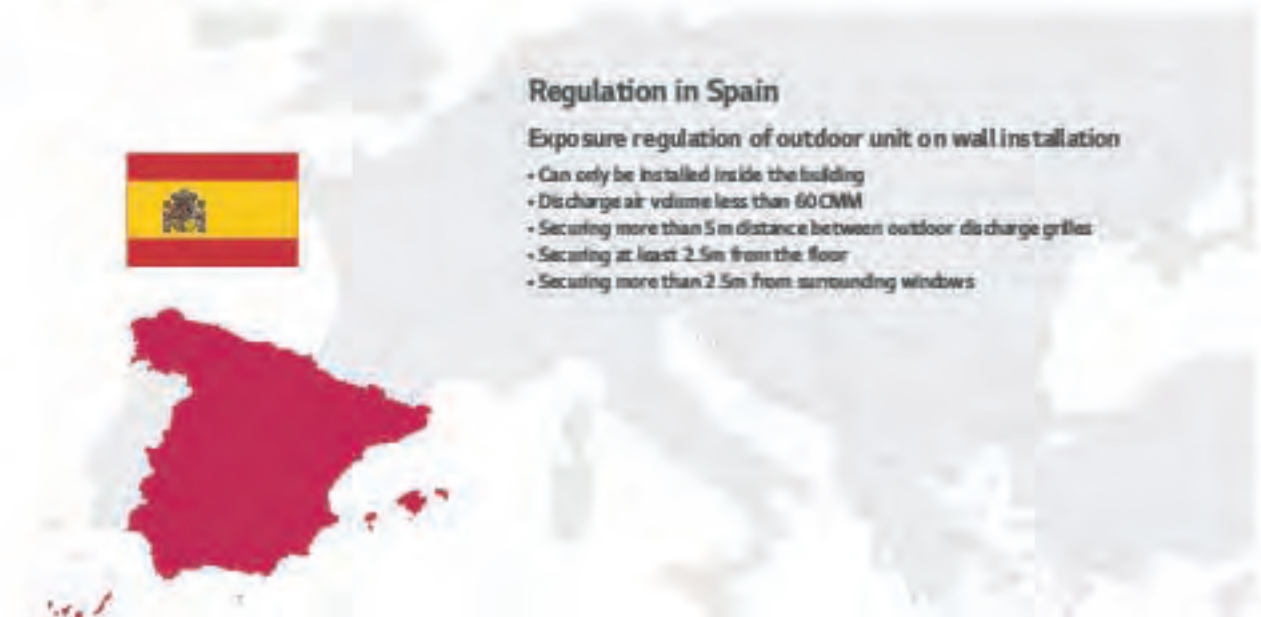 Regulation in Spain
Exposure regulation of outdoor unit on wall installation
• Can only be installed inside the building
• Discharge air volume less than 60 CMM
• Securing more than 5m distance between outdoor discharge grilles
• Securing at least 2.5m from the floor
• Securing more than 2.5m from surrounding windows